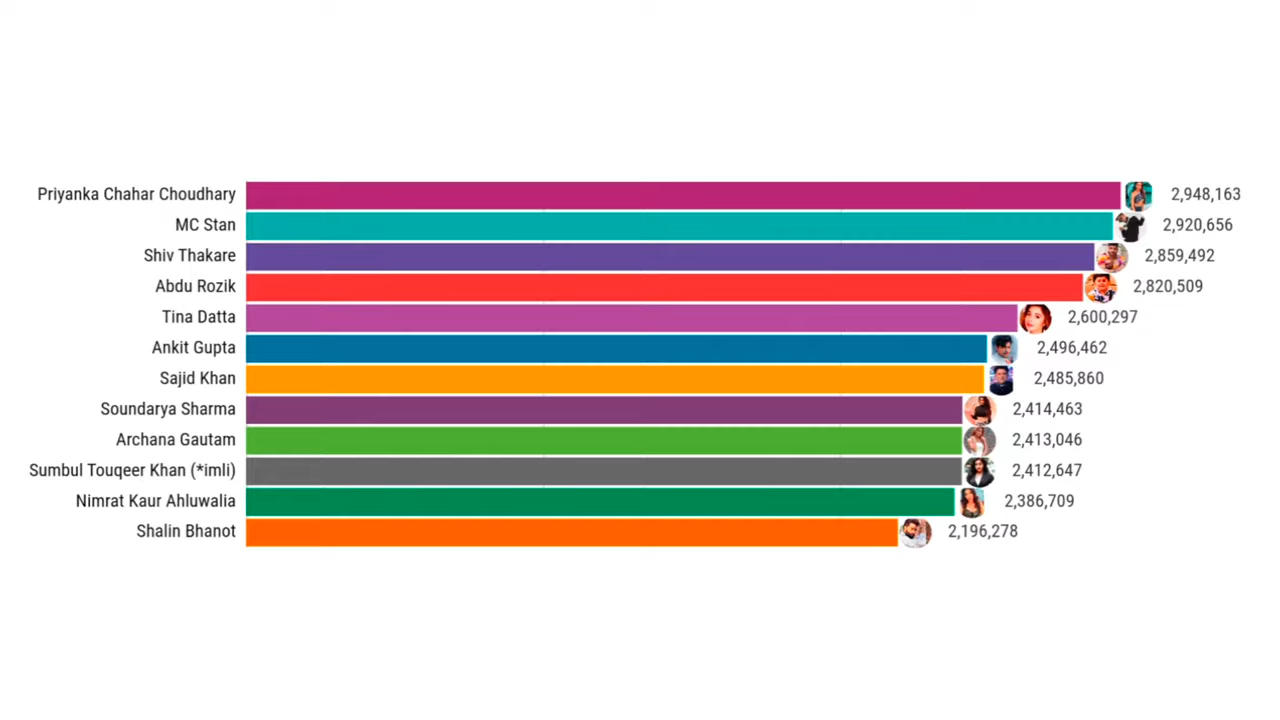 Priyanka Chahar Choudhary 2,948,163
MC Stan 2,920,656
Shiv Thakare 2,859,492
Abdu Rozik 2,820,509
Tina Datta 2,600,297
Ankit Gupta 2,496,462
Sajid Khan 2,485,860
Soundarya Sharma 2,414,463
Archana Gautam 2,413,046
Sumbul Touqeer Khan (*imli) 2,412,647
Nimrat Kaur Ahluwalia 2,386,709
Shalin Bhanot 2,196,278